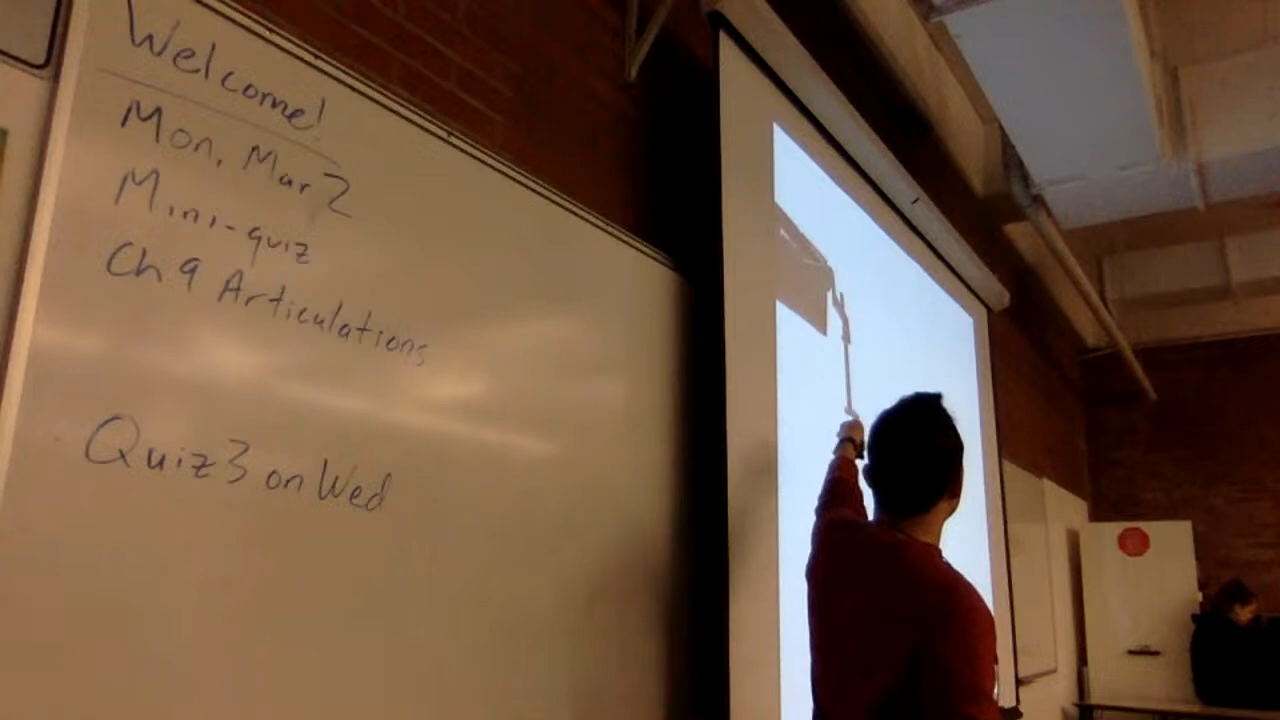 Welcome!
Mon, Mar 2
Mini-quiz
Ch 9 Articulations
Quiz 3 on Wed